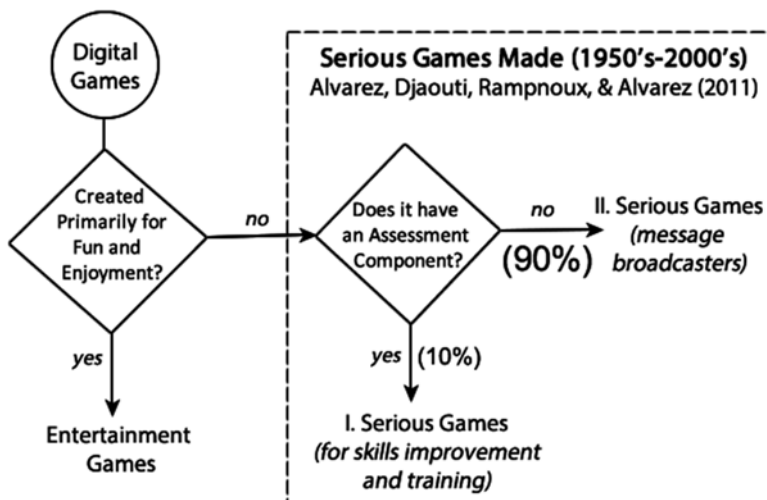 Digital
Games
Serious Games Made (1950's-2000's)
Alvarez, Djaouti, Rampnoux, & Alvarez (2011)
Created
Primarily for
Fun and
Enjoyment?
no
Does it have
an Assessment
Component?
no
(90%)
II. Serious Games
(message
broadcasters)
yes
Entertainment
Games
yes (10%)
I. Serious Games
(for skills improvement
and training)